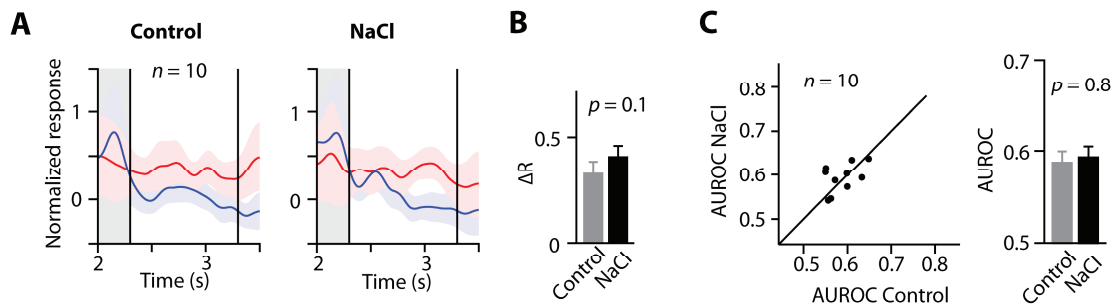 A
Control
NaCl
Normalized response
n = 10
1
0
2
3
Time (s)
1
0
2
3
Time (s)
B
p = 0.1
ΔR
0.5
0
Control
NaCl
C
n = 10
AUROC NaCl
0.8
0.7
0.6
0.5
0.5
0.6
0.7
0.8
AUROC Control
p = 0.8
AUROC
0.7
0.6
0.5
Control
NaCl